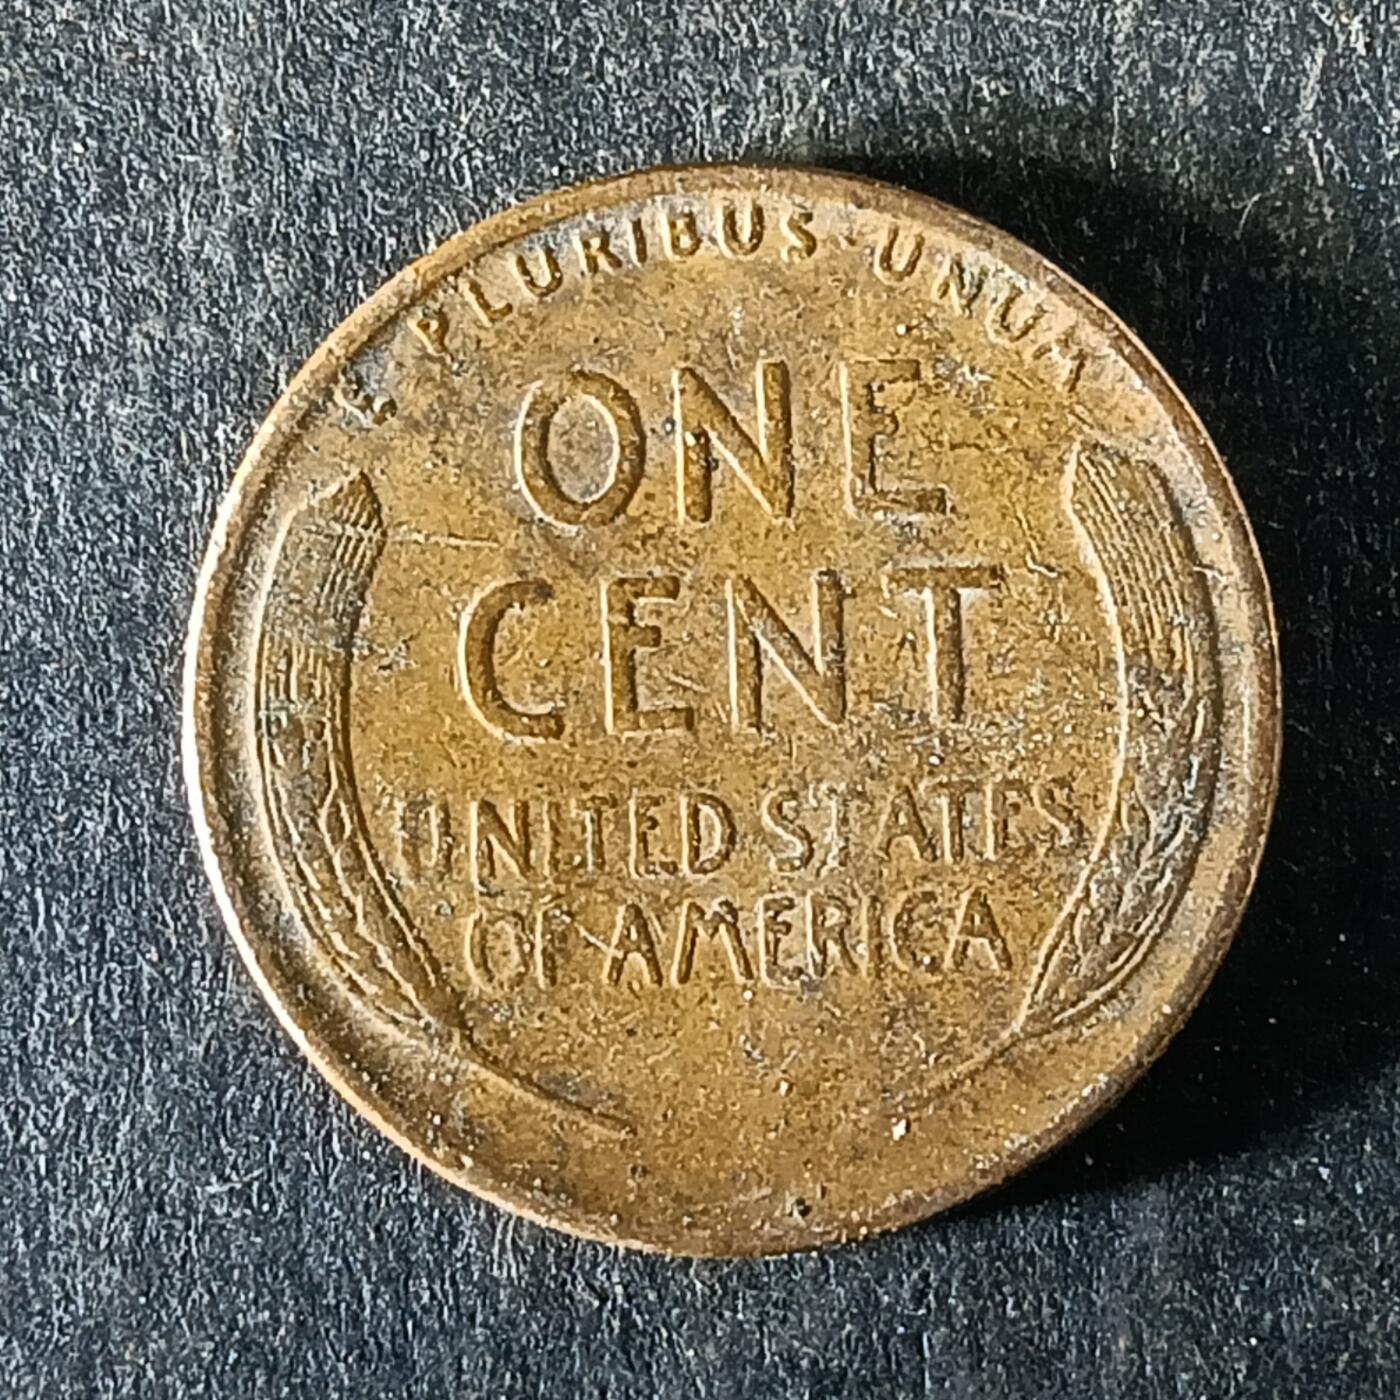 E PLURIBUS·UNUM
ONE
CENT
UNITED STATES
OF AMERICA